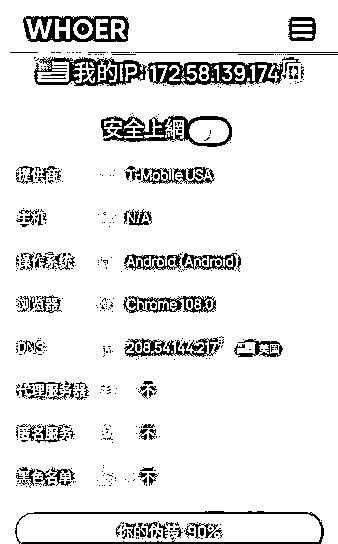 WHOER
我的IP: 172.58.139.174
安全上網
提供商: T-Mobile USA
主机: N/A
操作系统: Android (Android)
浏览器: Chrome 108.0
DNS: 208.54.144.217 美国
代理服务器 不
匿名服务 不
黑色名单 不
你的伪装 90%